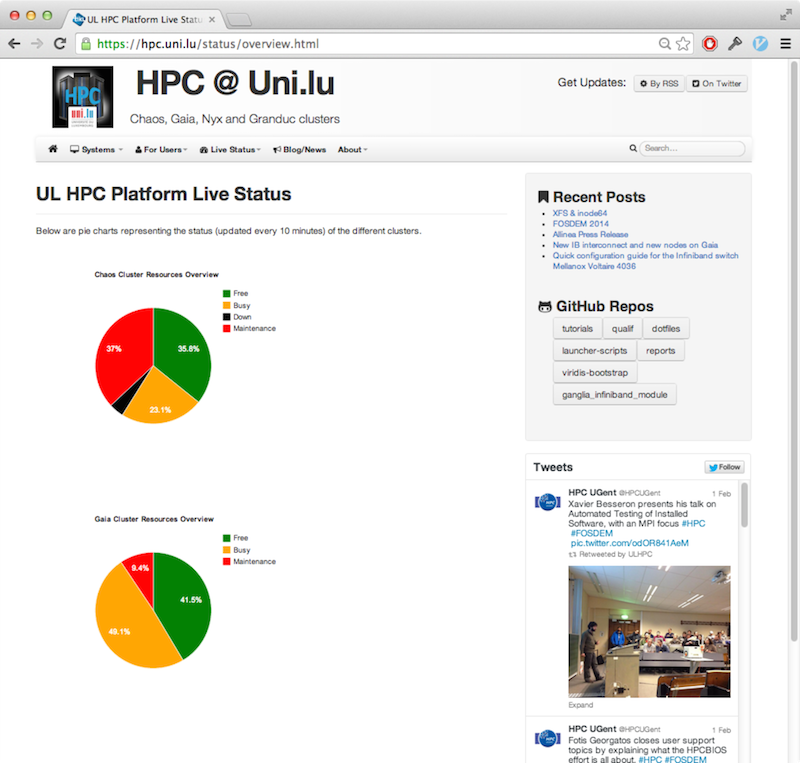 UL HPC Platform Live Statu
https://hpc.uni.lu/status/overview.html
HPC
uni.lu
HPC @ Uni.lu
Chaos, Gaia, Nyx and Granduc clusters
Get Updates: By RSS On Twitter
Systems For Users Live Status Blog/News About Search...
UL HPC Platform Live Status
Below are pie charts representing the status (updated every 10 minutes) of the different clusters.
Chaos Cluster Resources Overview
Free
Busy
Down
Maintenance
37%
35.8%
23.1%
Gaia Cluster Resources Overview
Free
Busy
Maintenance
9.4%
41.5%
49.1%
Recent Posts
XFS & inode64
FOSDEM 2014
Allinea Press Release
New IB interconnect and new nodes on Gaia
Quick configuration guide for the Infiniband switch
Mellanox Voltaire 4036
GitHub Repos
tutorials qualif dotfiles
launcher-scripts reports
viridis-bootstrap
ganglia_infiniband_module
Tweets Follow
HPC UGent @HPCUGent 1 Feb
Xavier Besseron presents his talk on
Automated Testing of Installed
Software, with an MPI focus #HPC
#FOSDEM
pic.twitter.com/odOR841AeM
Retweeted by ULHPC
Expand
HPC UGent @HPCUGent 1 Feb
Fotis Georgatos closes user support
topics by explaining what the HPCBIOS
effort is all about. #HPC #FOSDEM